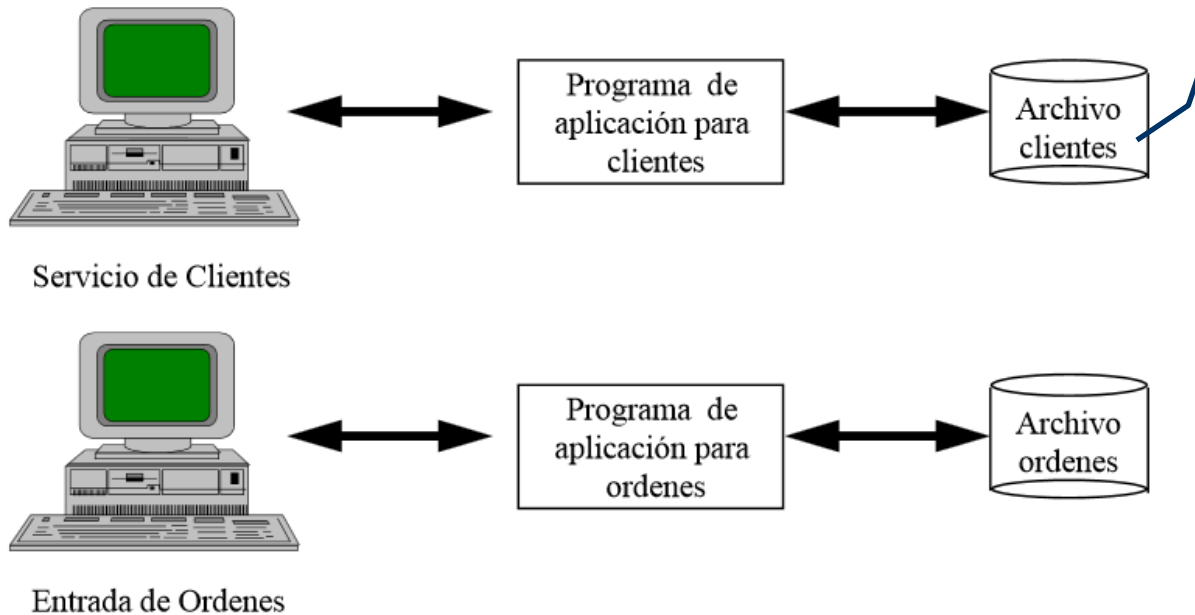 Programa de
aplicación para
clientes
Archivo
clientes
Servicio de Clientes
Programa de
aplicación para
ordenes
Archivo
ordenes
Entrada de Ordenes